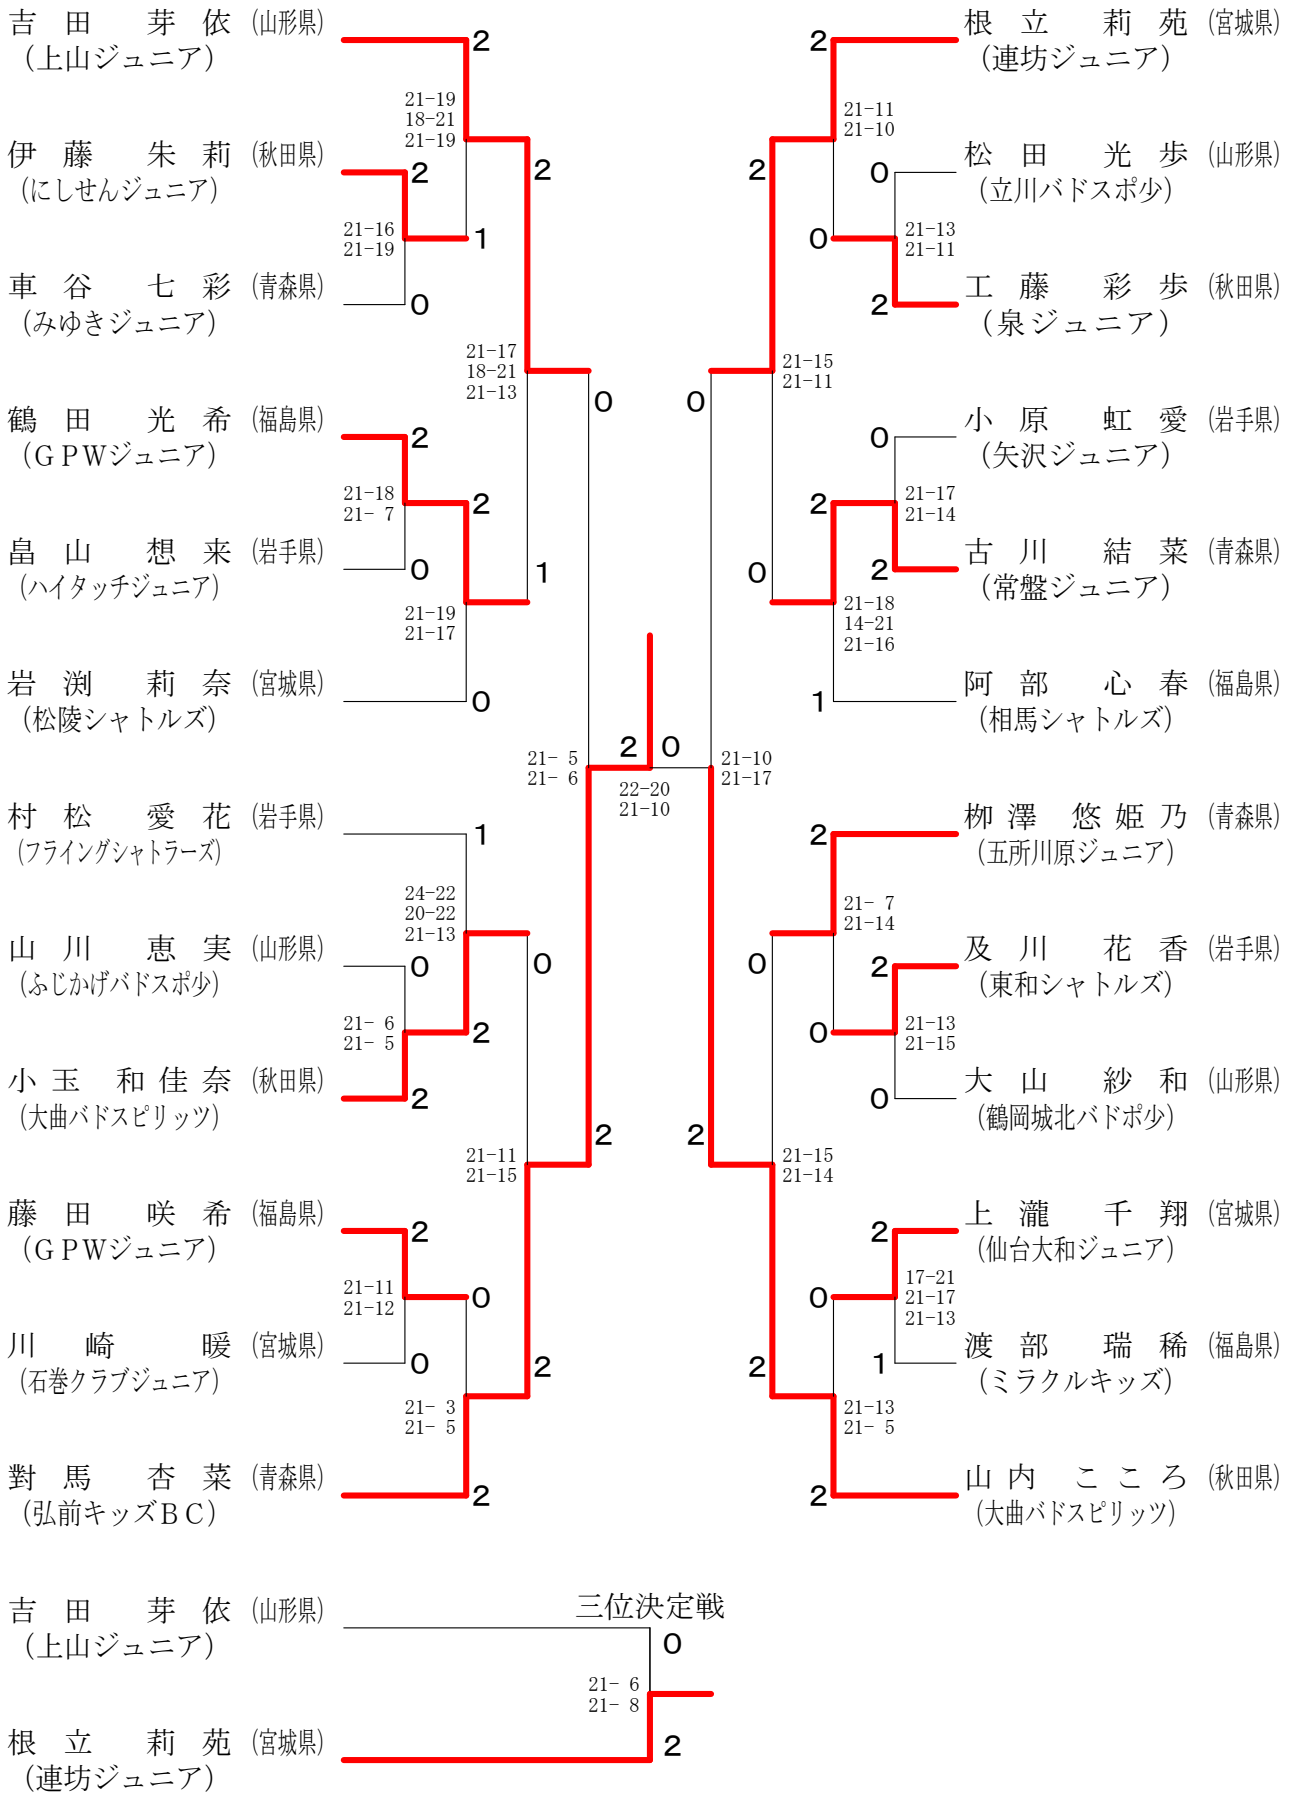 吉田 芽依 (山形県)
(上山ジュニア)
2
21-19
18-21
21-19
伊藤 朱莉 (秋田県)
(にしせんジュニア)
2
2
21-16
21-19
1
車谷 七彩 (青森県)
(みゆきジュニア)
0
21-17
18-21
21-13
0
鶴田 光希 (福島県)
(GPWジュニア)
2
21-18
21- 7
2
畠山 想来 (岩手県)
(ハイタッチジュニア)
0
1
21-19
21-17
岩渕 莉奈 (宮城県)
(松陵シャトルズ)
0
21- 5
21- 6
村松 愛花 (岩手県)
(フライングシャトラーズ)
1
24-22
20-22
21-13
山川 恵実 (山形県)
(ふじかげバドスポ少)
0
0
21- 6
21- 5
2
小玉 和佳奈 (秋田県)
(大曲バドスピリッツ)
2
21-11
21-15
2
藤田 咲希 (福島県)
(GPWジュニア)
2
21-11
21-12
0
川崎 暖 (宮城県)
(石巻クラブジュニア)
0
2
21- 3
21- 5
對馬 杏菜 (青森県)
(弘前キッズBC)
2
2 0
22-20
21-10
根立 莉苑 (宮城県)
(連坊ジュニア)
2
21-11
21-10
松田 光歩 (山形県)
(立川バドスポ少)
0
2
21-13
21-11
0
工藤 彩歩 (秋田県)
(泉ジュニア)
2
21-15
21-11
0
小原 虹愛 (岩手県)
(矢沢ジュニア)
0
21-17
21-14
2
古川 結菜 (青森県)
(常盤ジュニア)
2
0
21-18
14-21
21-16
阿部 心春 (福島県)
(相馬シャトルズ)
1
21-10
21-17
栁澤 悠姫乃 (青森県)
(五所川原ジュニア)
2
21- 7
21-14
及川 花香 (岩手県)
(東和シャトルズ)
2
0
21-13
21-15
0
大山 紗和 (山形県)
(鶴岡城北バドポ少)
0
21-15
21-14
2
上瀧 千翔 (宮城県)
(仙台大和ジュニア)
2
17-21
21-17
21-13
0
渡部 瑞稀 (福島県)
(ミラクルキッズ)
1
2
21-13
21- 5
山内 こころ (秋田県)
(大曲バドスピリッツ)
2
三位決定戦
吉田 芽依 (山形県)
(上山ジュニア)
0
21- 6
21- 8
根立 莉苑 (宮城県)
(連坊ジュニア)
2